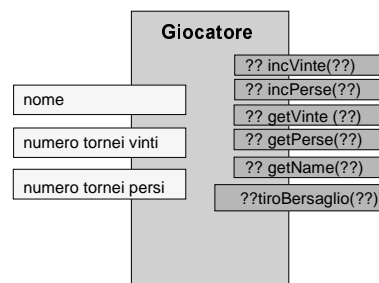 Giocatore
?? incVinte(??)
?? incPerse(??)
nome
?? getVinte (??)
numero tornei vinti
?? getPerse(??)
?? getName(??)
numero tornei persi
??tiroBersaglio(??)